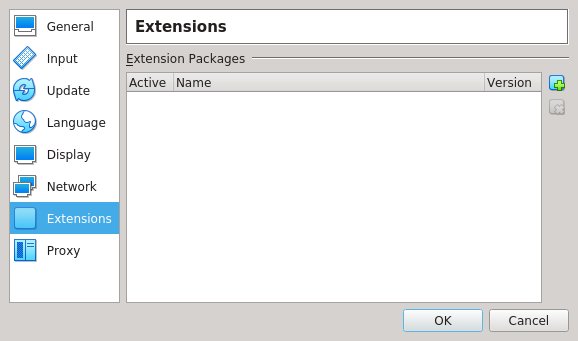 General
Input
Update
Language
Display
Network
Extensions
Proxy
Extensions
Extension Packages
Active Name Version
OK Cancel